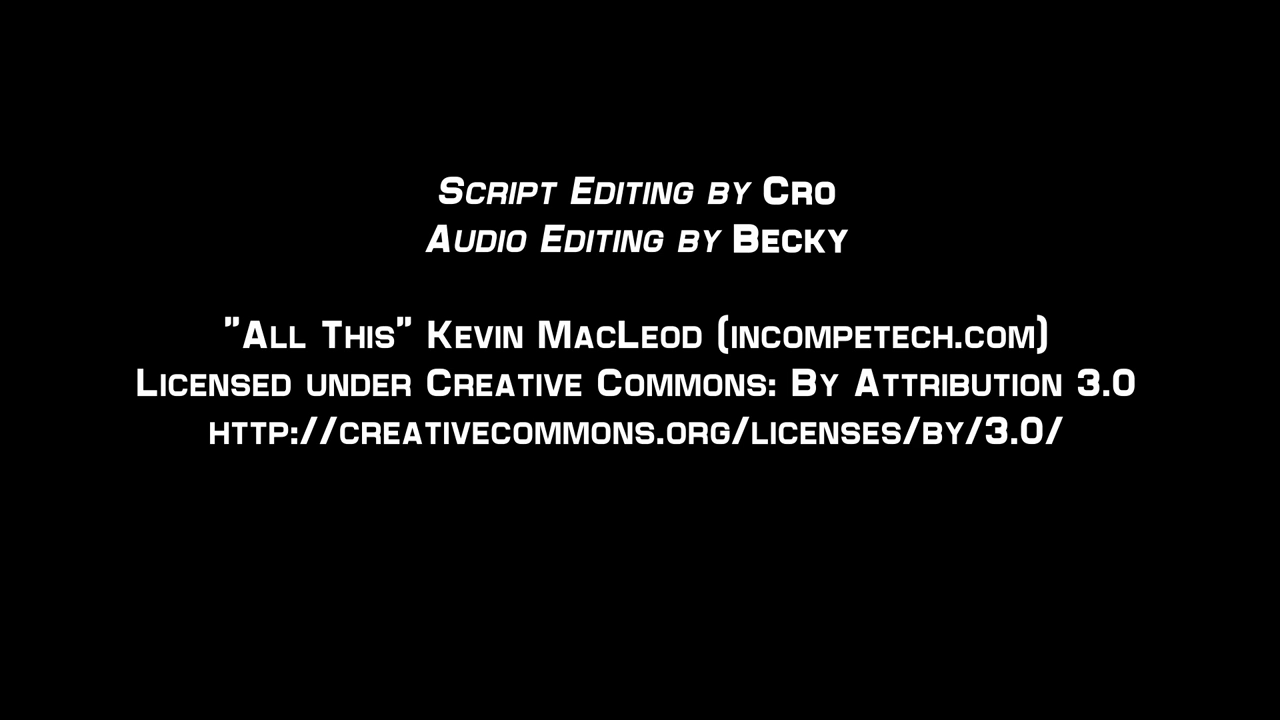 Script Editing by Cro
Audio Editing by Becky
"All This" Kevin MacLeod (incompetech.com)
Licensed under Creative Commons: By Attribution 3.0
http://creativecommons.org/licenses/by/3.0/